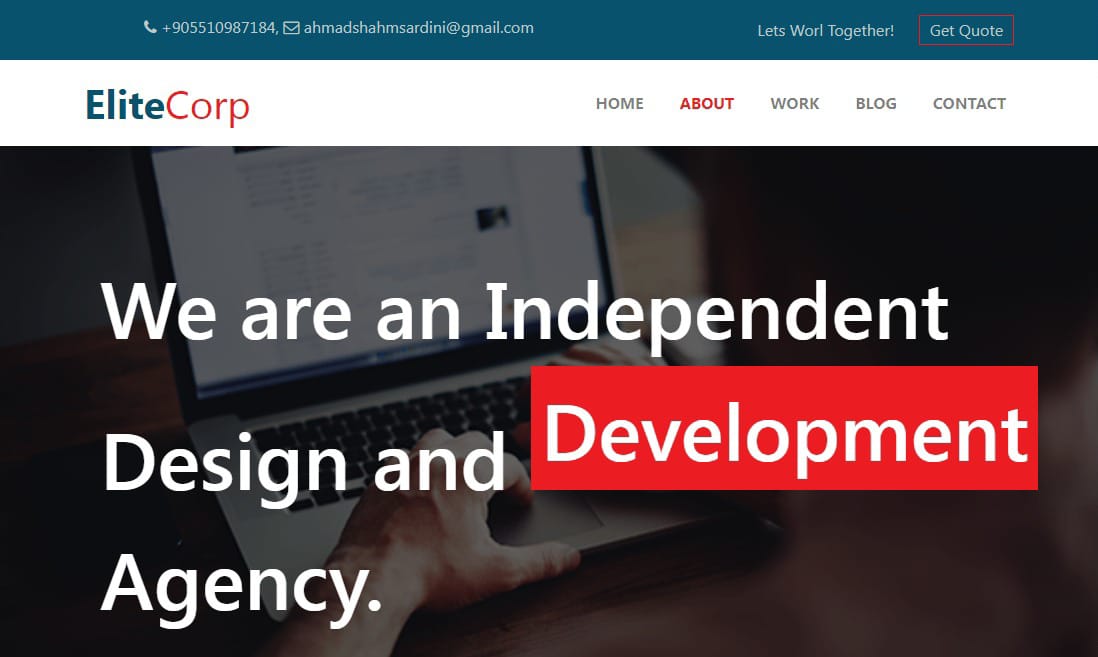 +905510987184, ahmadshahmsardini@gmail.com
Lets Worl Together!
Get Quote
EliteCorp
HOME ABOUT WORK BLOG CONTACT
We are an Independent
Design and Development
Agency.